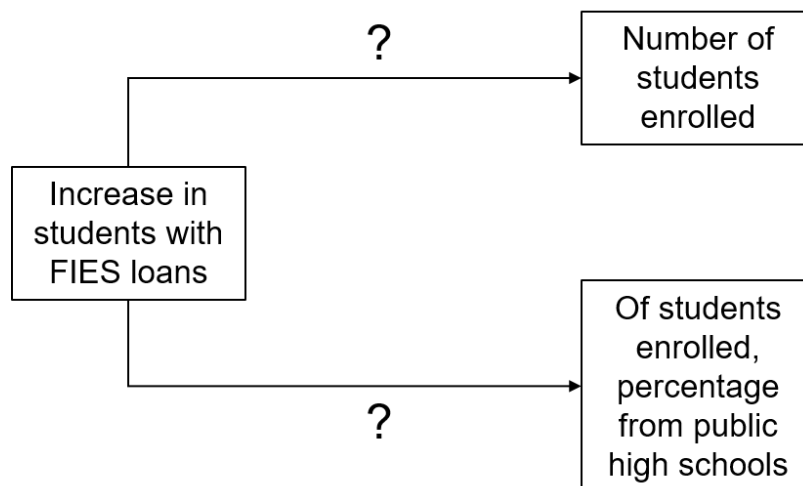 ?
Number of
students
enrolled
Increase in
students with
FIES loans
Of students
enrolled,
percentage
from public
high schools
?